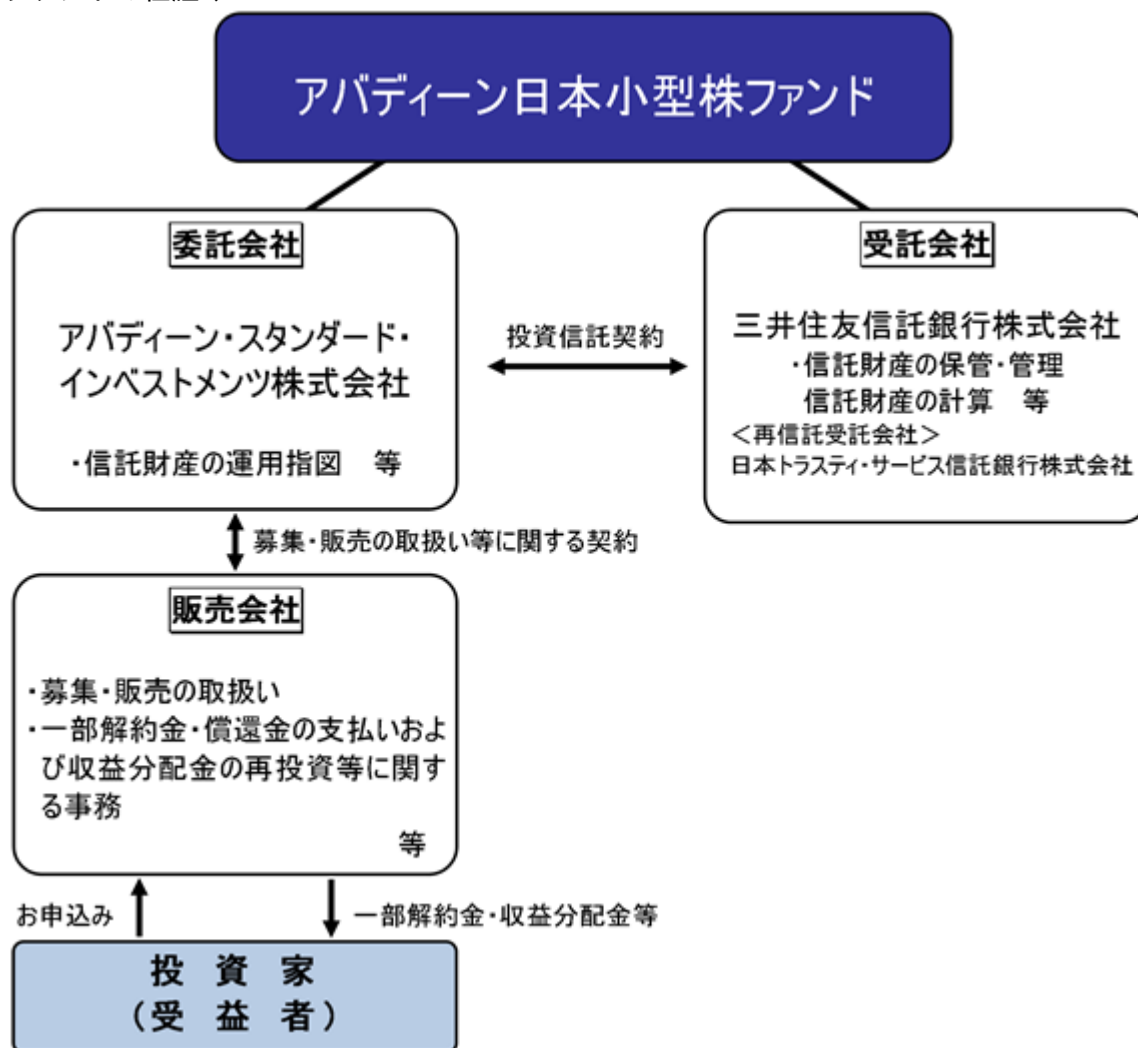 アバディーン日本小型株ファンド
委託会社
アバディーン・スタンダード・
インベストメンツ株式会社
・信託財産の運用指図　等
投資信託契約
受託会社
三井住友信託銀行株式会社
・信託財産の保管・管理
信託財産の計算　等
＜再信託受託会社＞
日本トラスティ・サービス信託銀行株式会社
募集・販売の取扱い等に関する契約
販売会社
・募集・販売の取扱い
・一部解約金・償還金の支払いおよ
び収益分配金の再投資等に関す
る事務
等
お申込み
一部解約金・収益分配金等
投　資　家
（受　益　者）